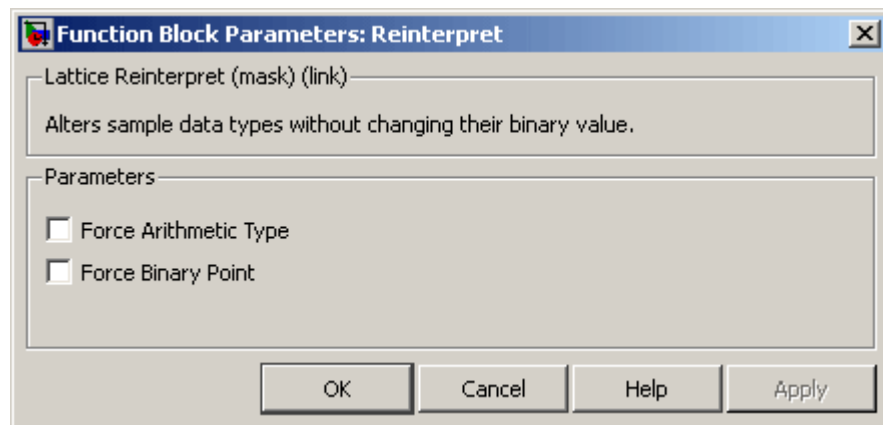 Function Block Parameters: Reinterpret
Lattice Reinterpret (mask) (link)
Alters sample data types without changing their binary value.
Parameters
Force Arithmetic Type
Force Binary Point
OK Cancel Help Apply